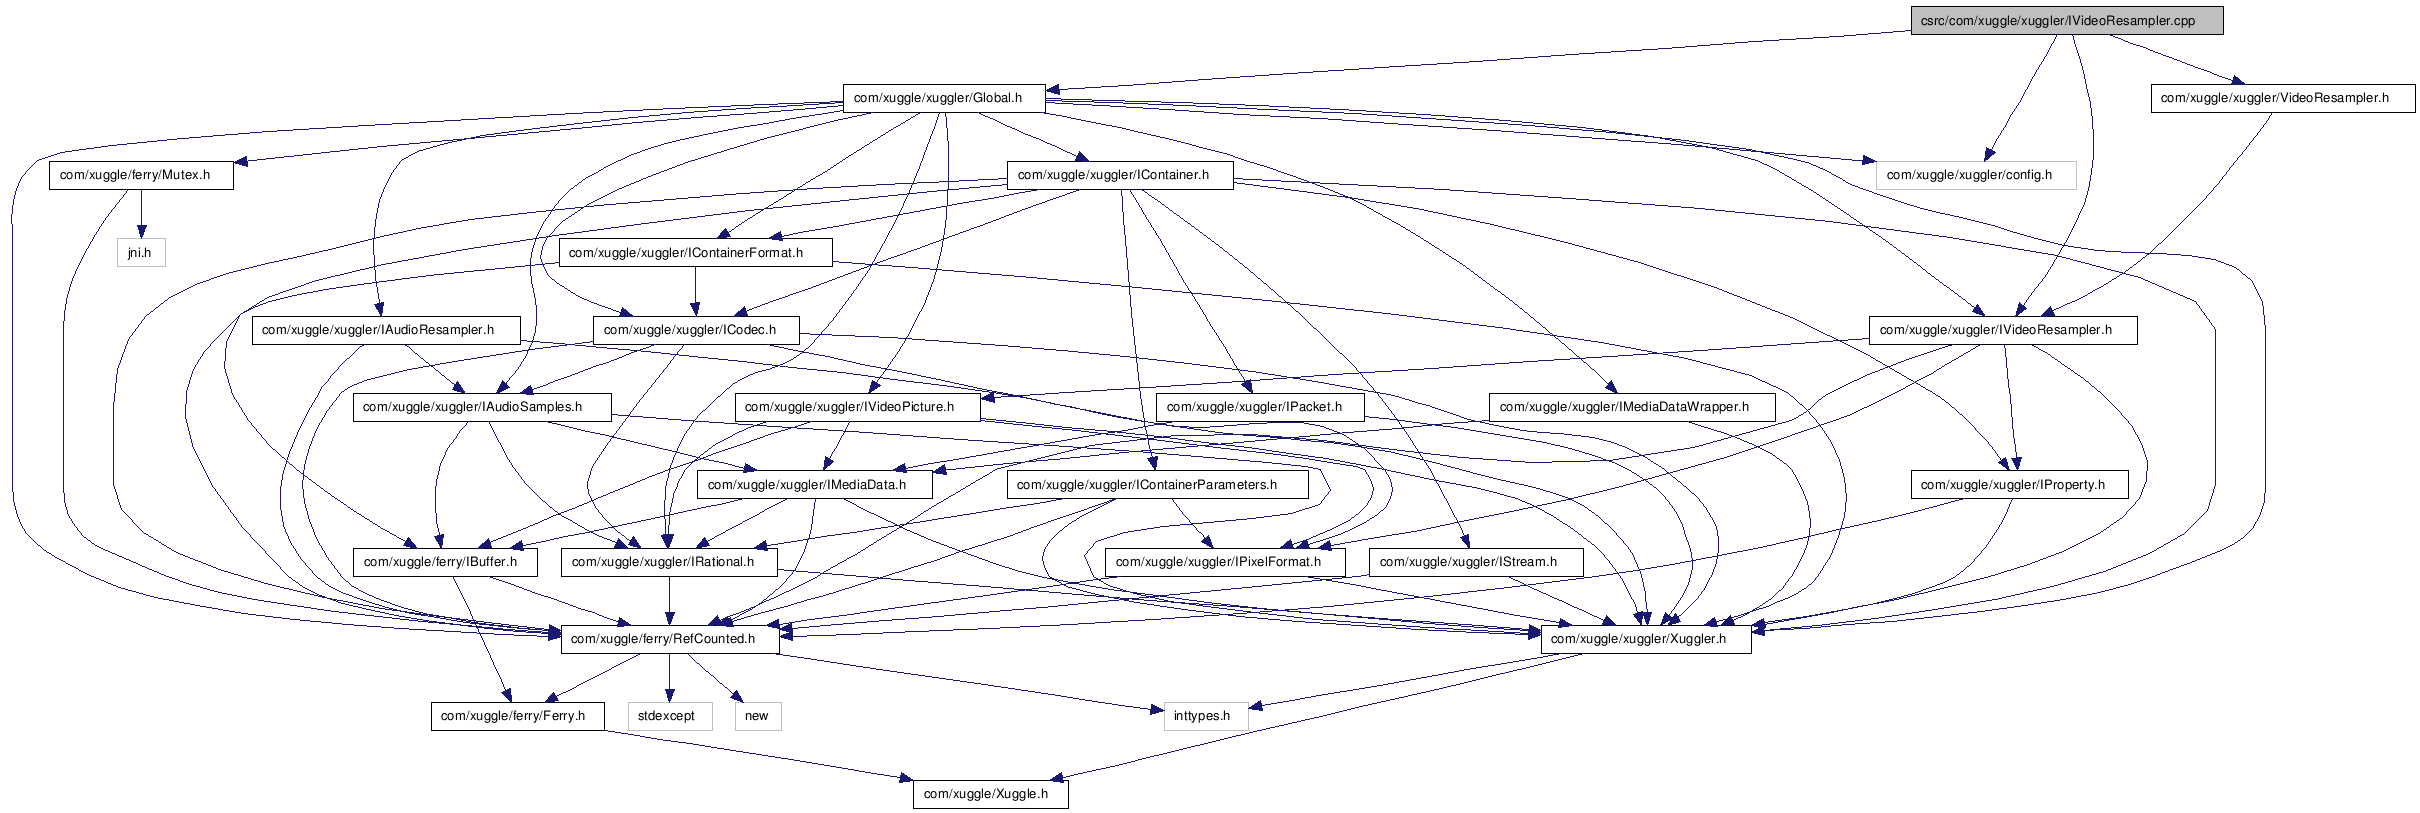 csrc/com/xuggle/xuggler/IVideoResampler.cpp
com/xuggle/xuggler/Global.h
com/xuggle/xuggler/VideoResampler.h
com/xuggle/ferry/Mutex.h
com/xuggle/xuggler/IContainer.h
com/xuggle/xuggler/config.h
jni.h
com/xuggle/xuggler/IContainerFormat.h
com/xuggle/xuggler/IAudioResampler.h
com/xuggle/xuggler/ICodec.h
com/xuggle/xuggler/IVideoResampler.h
com/xuggle/xuggler/IAudioSamples.h
com/xuggle/xuggler/IVideoPicture.h
com/xuggle/xuggler/IPacket.h
com/xuggle/xuggler/IMediaDataWrapper.h
com/xuggle/xuggler/IMediaData.h
com/xuggle/xuggler/IContainerParameters.h
com/xuggle/xuggler/IProperty.h
com/xuggle/ferry/IBuffer.h
com/xuggle/xuggler/IRational.h
com/xuggle/xuggler/IPixelFormat.h
com/xuggle/xuggler/IStream.h
com/xuggle/ferry/RefCounted.h
com/xuggle/xuggler/Xuggler.h
com/xuggle/ferry/Ferry.h
stdexcept
new
inttypes.h
com/xuggle/Xuggle.h